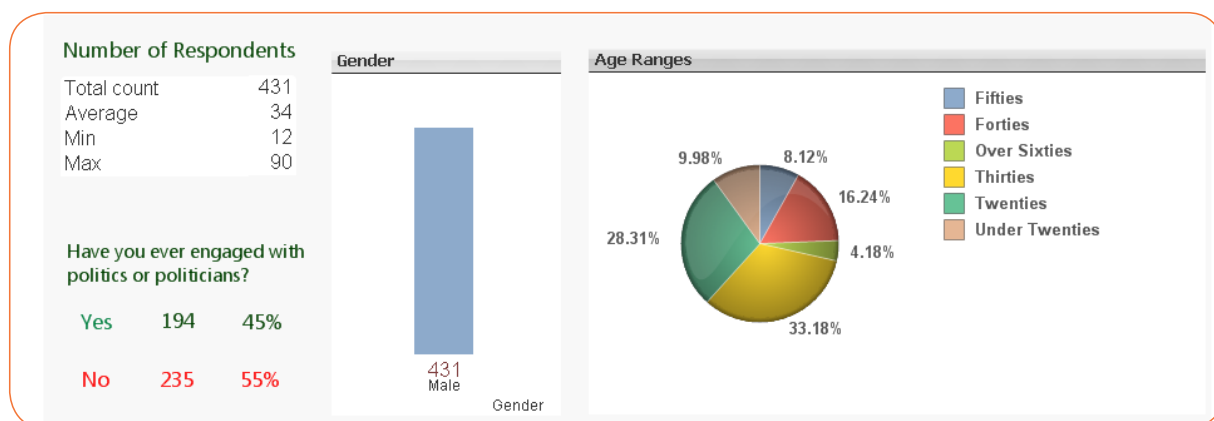 Number of Respondents
Total count 431
Average 34
Min 12
Max 90
Have you ever engaged with
politics or politicians?
Yes 194 45%
No 235 55%
Gender
431
Male
Gender
Age Ranges
9.98%
8.12%
16.24%
28.31%
4.18%
33.18%
Fifties
Forties
Over Sixties
Thirties
Twenties
Under Twenties